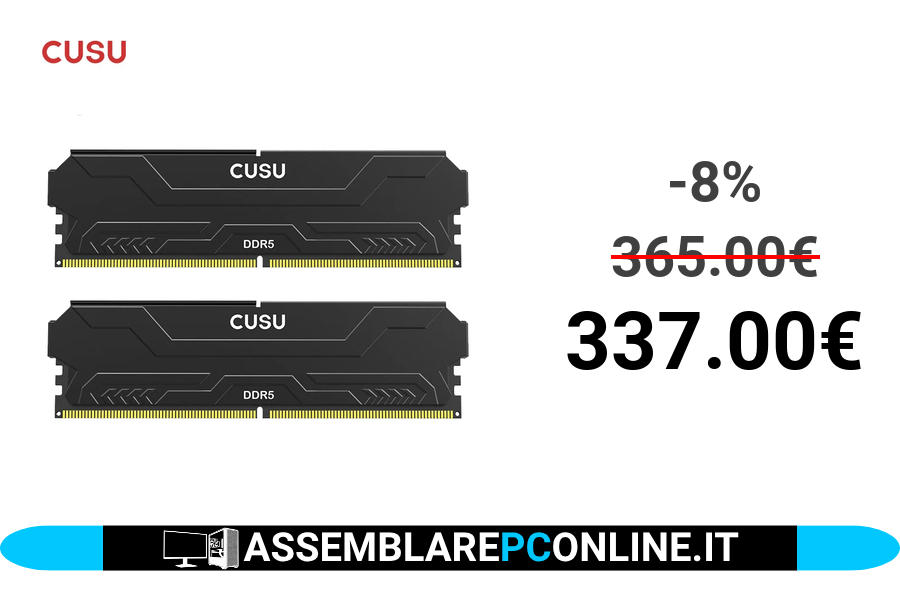 CUSU
CUSU
DDR5
CUSU
DDR5
-8%
365.00€
337.00€
ASSEMBLAREPCONLINE.IT